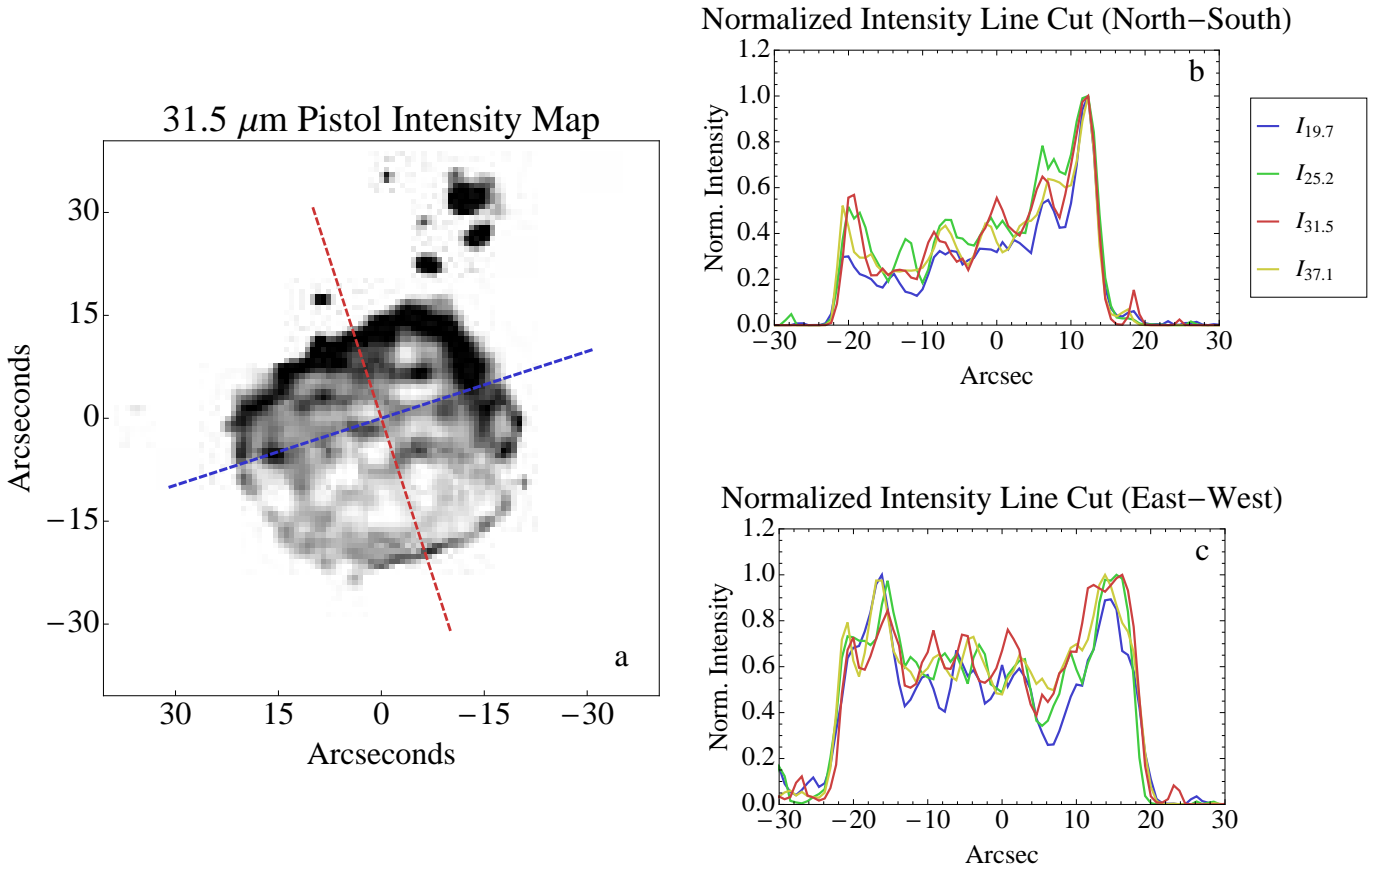 31.5 μm Pistol Intensity Map
Arcseconds
30
15
0
−15
−30
a
30 15 0 −15 −30
Arcseconds
Normalized Intensity Line Cut (North−South)
Norm. Intensity
1.2
1.0
0.8
0.6
0.4
0.2
0.0
b
−30 −20 −10 0 10 20 30
Arcsec
I19.7
I25.2
I31.5
I37.1
Normalized Intensity Line Cut (East−West)
Norm. Intensity
1.2
1.0
0.8
0.6
0.4
0.2
0.0
c
−30 −20 −10 0 10 20 30
Arcsec